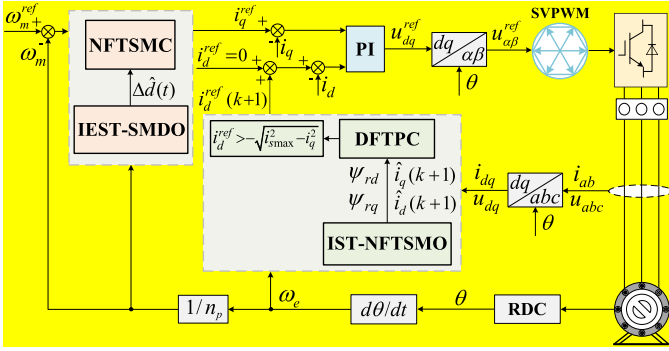 ω_m^ref + -
ω_m
NFTSMC
Δd̂(t)
IEST-SMDO
i_q^ref + -
i_q
i_d^ref=0 + + + -
i_d
i_d^ref(k+1)
PI
u_dq^ref
dq
αβ
θ
u_αβ^ref
SVPWM
i_d^ref>-√(i_smax^2-i_q^2)
DFTPC
ψ_rd î_q(k+1)
ψ_rq î_d(k+1)
IST-NFTSMO
i_dq
u_dq
dq
abc
θ
i_ab
u_abc
1/n_p
ω_e
dθ/dt
θ
RDC